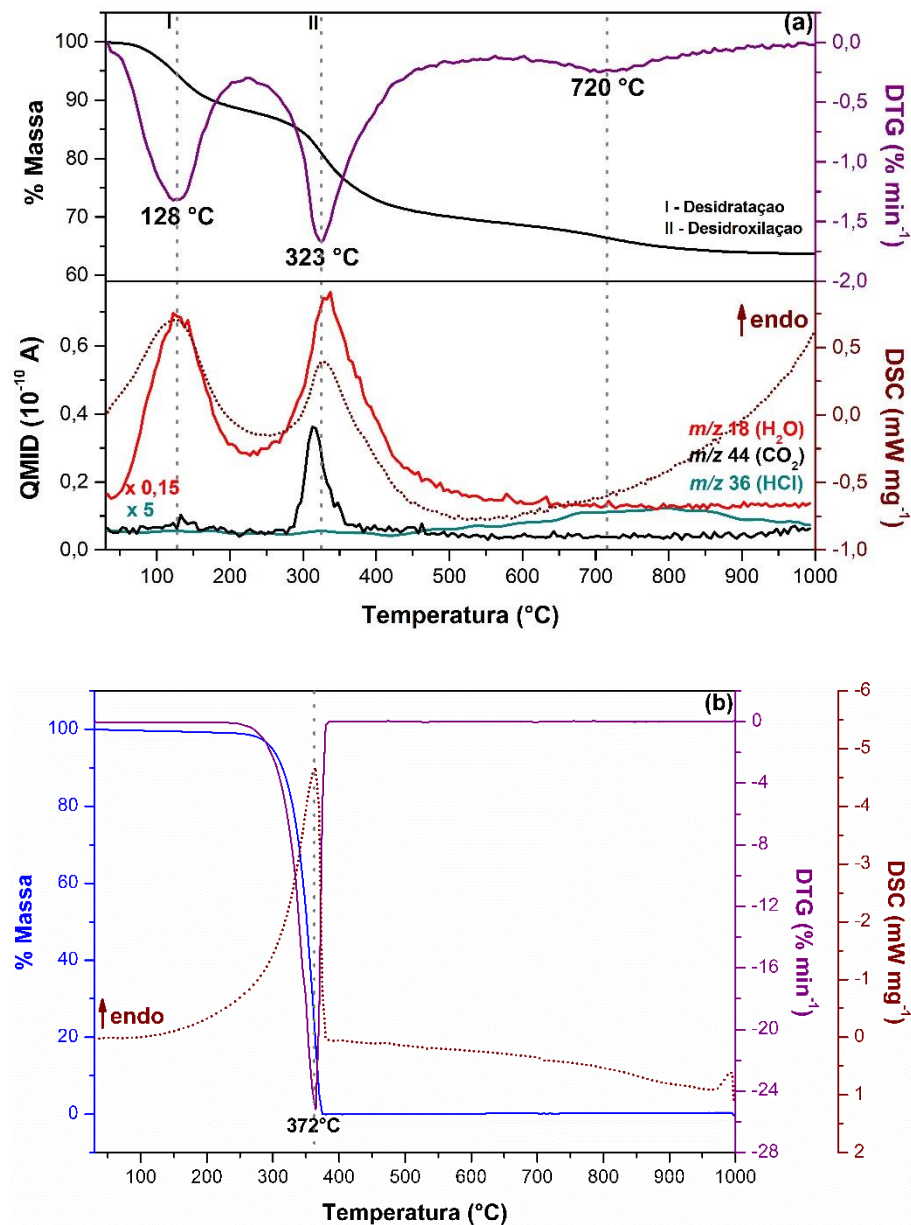 I
II
(a)
100
90
80
70
60
% Massa
0,0
-0,5
-1,0
-1,5
-2,0
DTG (% min⁻¹)
128 °C
323 °C
720 °C
I - Desidrataçao
II - Desidroxilaçao
0,6
0,4
0,2
0,0
QMID (10⁻¹⁰ A)
endo
m/z 18 (H₂O)
m/z 44 (CO₂)
m/z 36 (HCl)
x 0,15
x 5
1,0
0,5
0,0
-0,5
-1,0
DSC (mW mg⁻¹)
100 200 300 400 500 600 700 800 900 1000
Temperatura (°C)
(b)
100
80
60
40
20
0
% Massa
endo
372°C
0
-4
-8
-12
-16
-20
-24
-28
DTG (% min⁻¹)
-6
-5
-4
-3
-2
-1
0
1
2
DSC (mW mg⁻¹)
100 200 300 400 500 600 700 800 900 1000
Temperatura (°C)